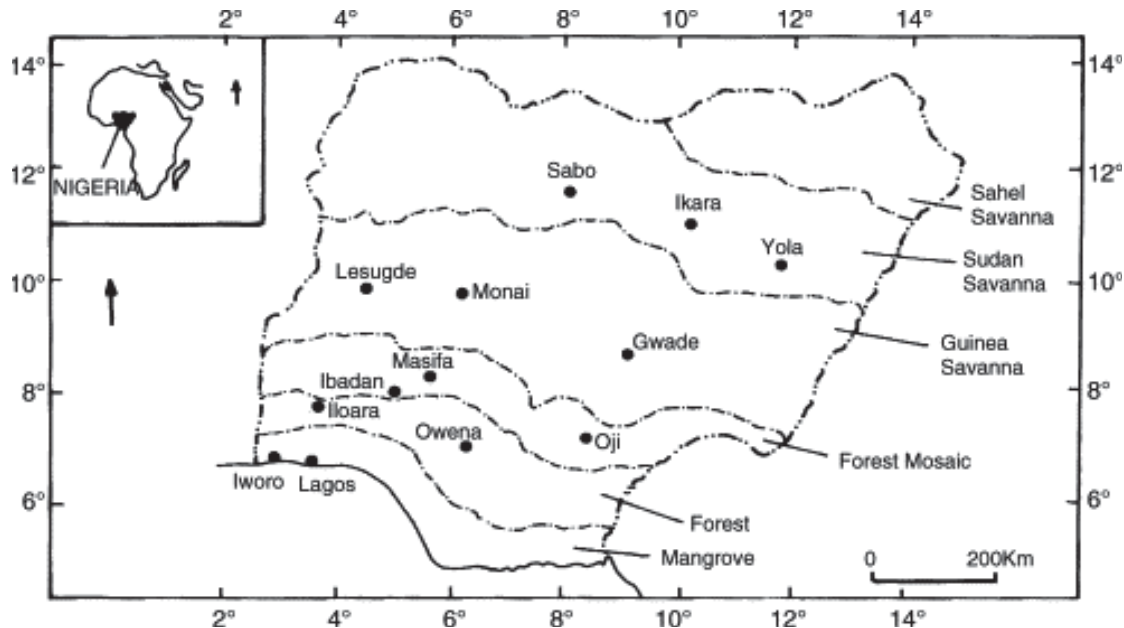 2° 4° 6° 8° 10° 12° 14°
14° 14°
12° 12°
10° 10°
8° 8°
6° 6°
NIGERIA
Sabo
Ikara
Yola
Lesugde
Monai
Gwade
Masifa
Ibadan
Iloara
Owena
Oji
Iworo
Lagos
Sahel
Savanna
Sudan
Savanna
Guinea
Savanna
Forest Mosaic
Forest
Mangrove
0 200Km
2° 4° 6° 8° 10° 12° 14°